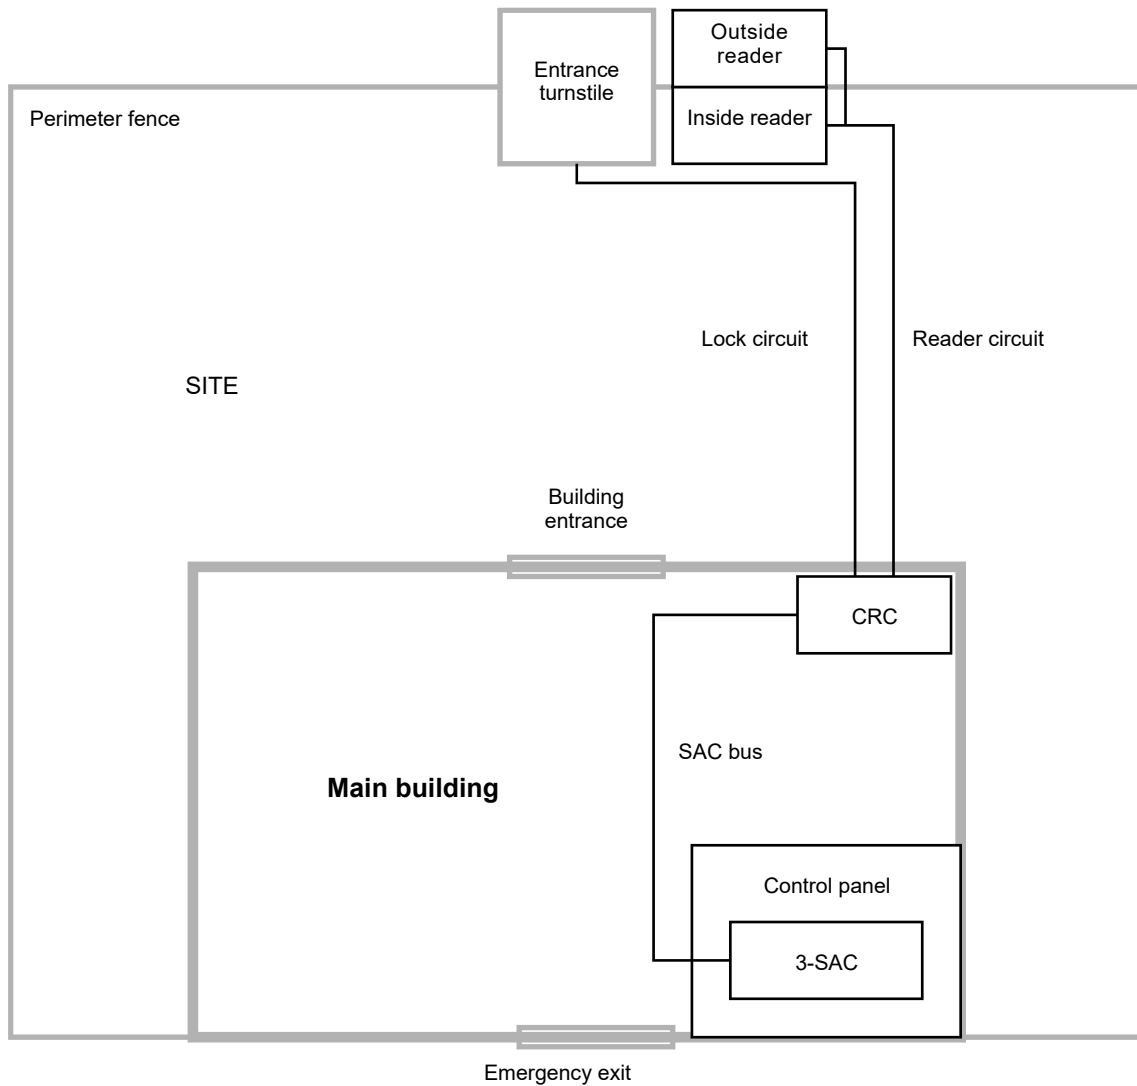 Outside
reader
Entrance
turnstile
Perimeter fence
Inside reader
Lock circuit
Reader circuit
SITE
Building
entrance
CRC
SAC bus
Main building
Control panel
3-SAC
Emergency exit